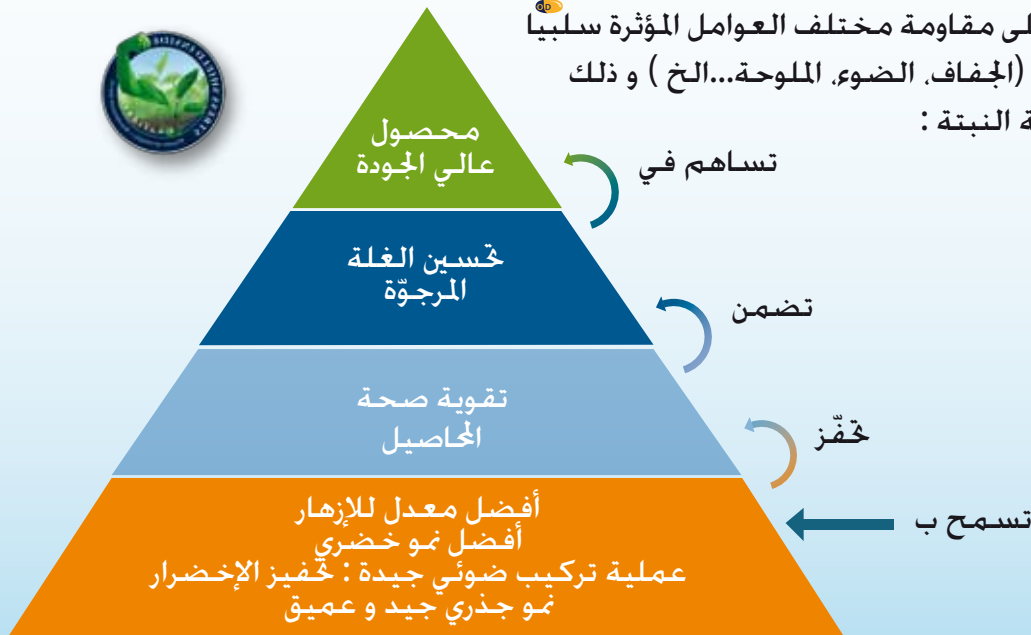 لى مقاومة مختلف العوامل المؤثرة سلبيا
(الجفاف، الضوء، الملوحة...الخ ) و ذلك
ة النبتة :
محصول
عالي الجودة
تساهم في
تحسين الغلة
المرجوّة
تضمن
تقوية صحة
المحاصيل
تحفّز
أفضل معدل للازهار
أفضل نمو خضري
عملية تركيب ضوئي جيدة : تحفيز الإخضرار
نمو جذري جيد و عميق
تسمح ب